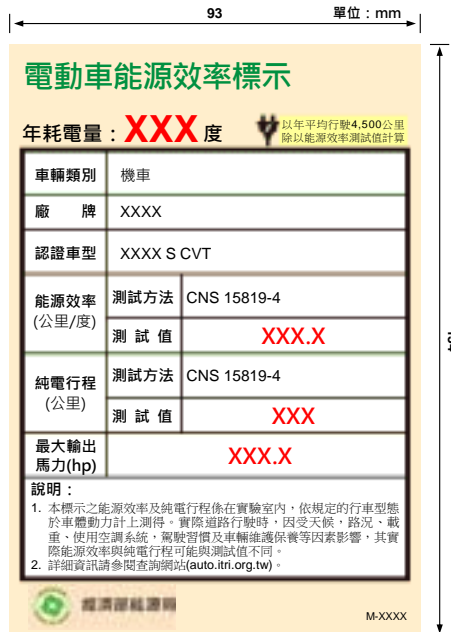 93
單位：mm
電動車能源效率標示
年耗電量：XXX 度
以年平均行駛4,500公里
除以能源效率測試值計算
車輛類別 機車
廠牌 XXXX
認證車型 XXXX S CVT
能源效率
(公里/度)
測試方法 CNS 15819-4
測試值 XXX.X
純電行程
(公里)
測試方法 CNS 15819-4
測試值 XXX
最大輸出
馬力(hp)
XXX.X
說明：
1. 本標示之能源效率及純電行程係在實驗室內，依規定的行車型態
於車體動力計上測得。實際道路行駛時，因受天候，路況、載
重、使用空調系統，駕駛習慣及車輛維護保養等因素影響，其實
際能源效率與純電行程可能與測試值不同。
2. 詳細資訊請參閱查詢網站(auto.itri.org.tw)。
經濟部能源局
M-XXXX